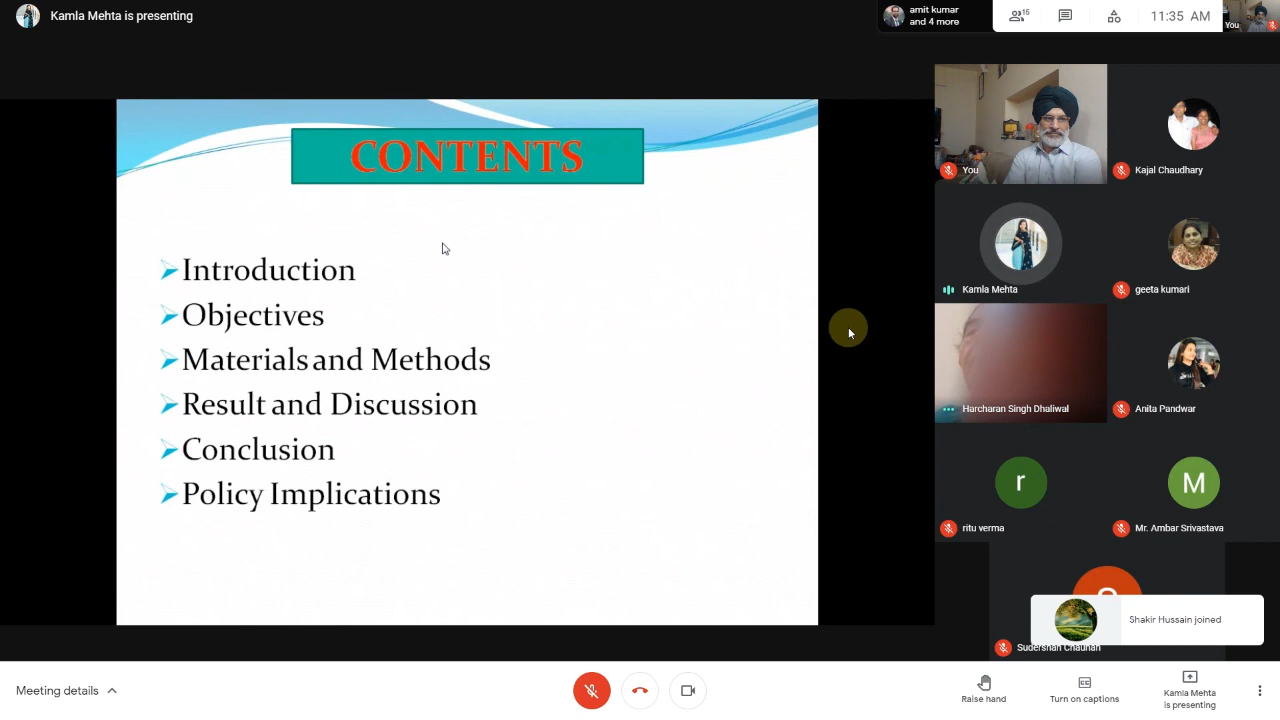 Kamla Mehta is presenting
amit kumar
and 4 more
15
11:35 AM
You
CONTENTS
Introduction
Objectives
Materials and Methods
Result and Discussion
Conclusion
Policy Implications
You
Kajal Chaudhary
Kamla Mehta
geeta kumari
Harcharan Singh Dhaliwal
Anita Pandwar
r
M
ritu verma
Mr. Ambar Srivastava
Shakir Hussain joined
Sudershan Chauhan
Meeting details
Raise hand
Turn on captions
Kamla Mehta
is presenting